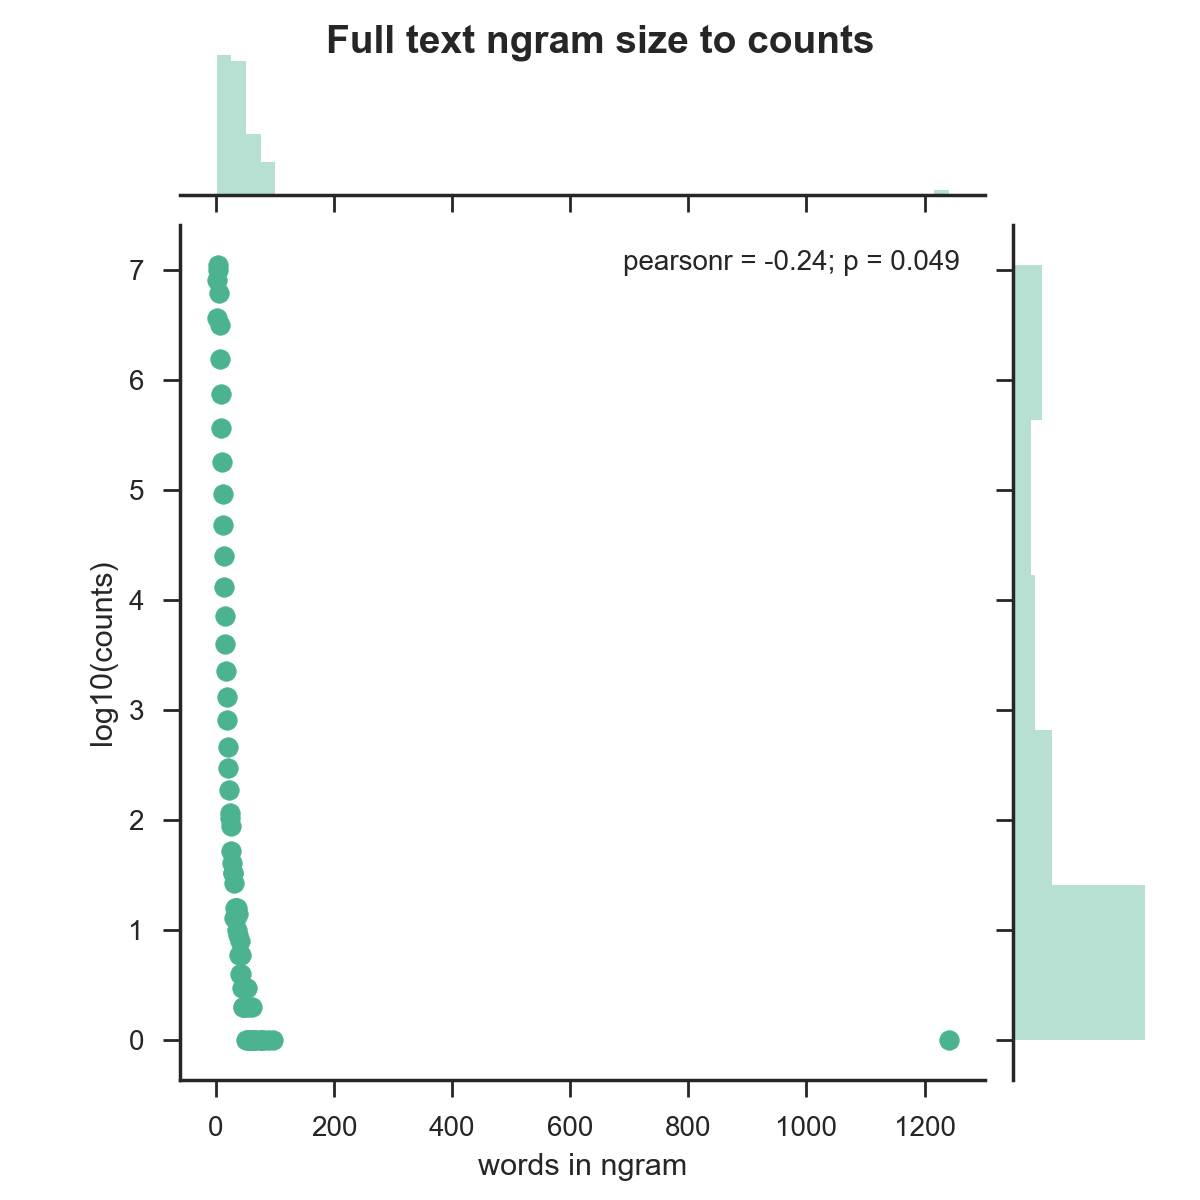 Full text ngram size to counts
pearsonr = -0.24; p = 0.049
7
6
5
4
3
2
1
0
log10(counts)
0 200 400 600 800 1000 1200
words in ngram